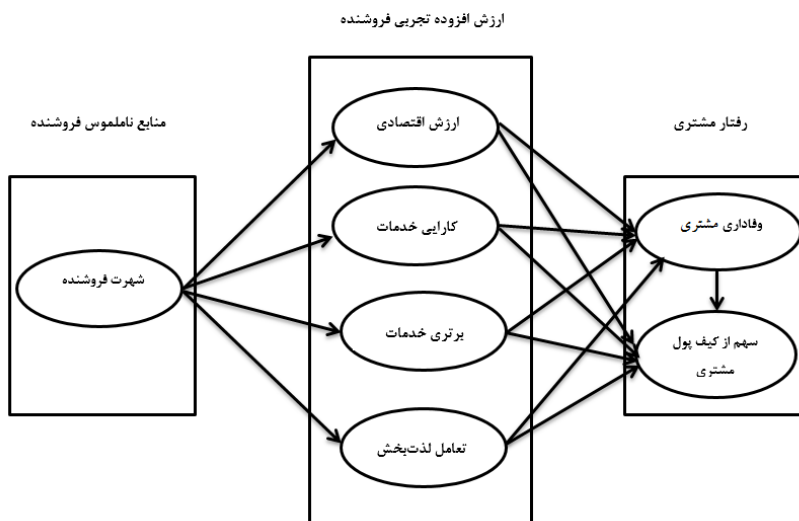 ارزش افزوده تجربی فروشنده
منابع ناملموس فروشنده
رفتار مشتری
ارزش اقتصادی
کارایی خدمات
برتری خدمات
تعامل لذت‌بخش
شهرت فروشنده
وفاداری مشتری
سهم از کیف پول
مشتری